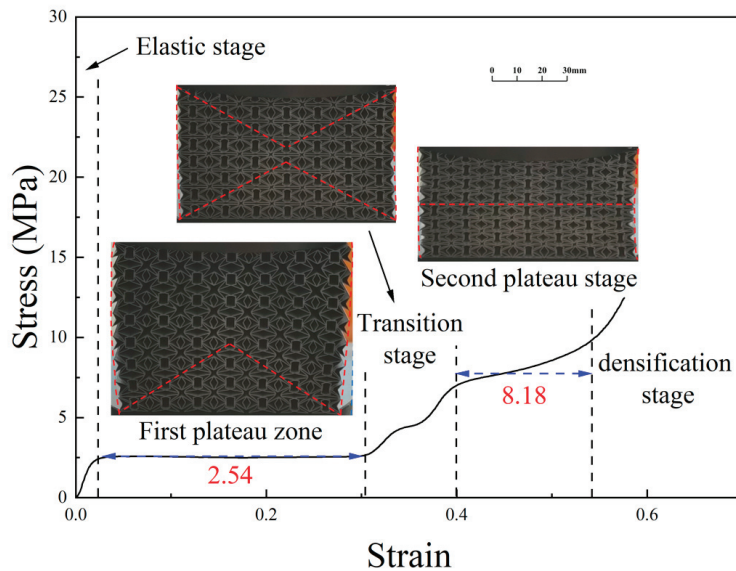 30
25
20
15
10
5
0
Stress (MPa)
Elastic stage
0 10 20 30mm
Second plateau stage
Transition
stage
First plateau zone
2.54
8.18
densification
stage
0.0 0.2 0.4 0.6
Strain